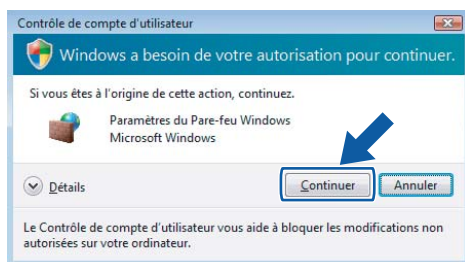 Contrôle de compte d'utilisateur
Windows a besoin de votre autorisation pour continuer.
Si vous êtes à l'origine de cette action, continuez.
Paramètres du Pare-feu Windows
Microsoft Windows
Détails
Continuer
Annuler
Le Contrôle de compte d'utilisateur vous aide à bloquer les modifications non
autorisées sur votre ordinateur.